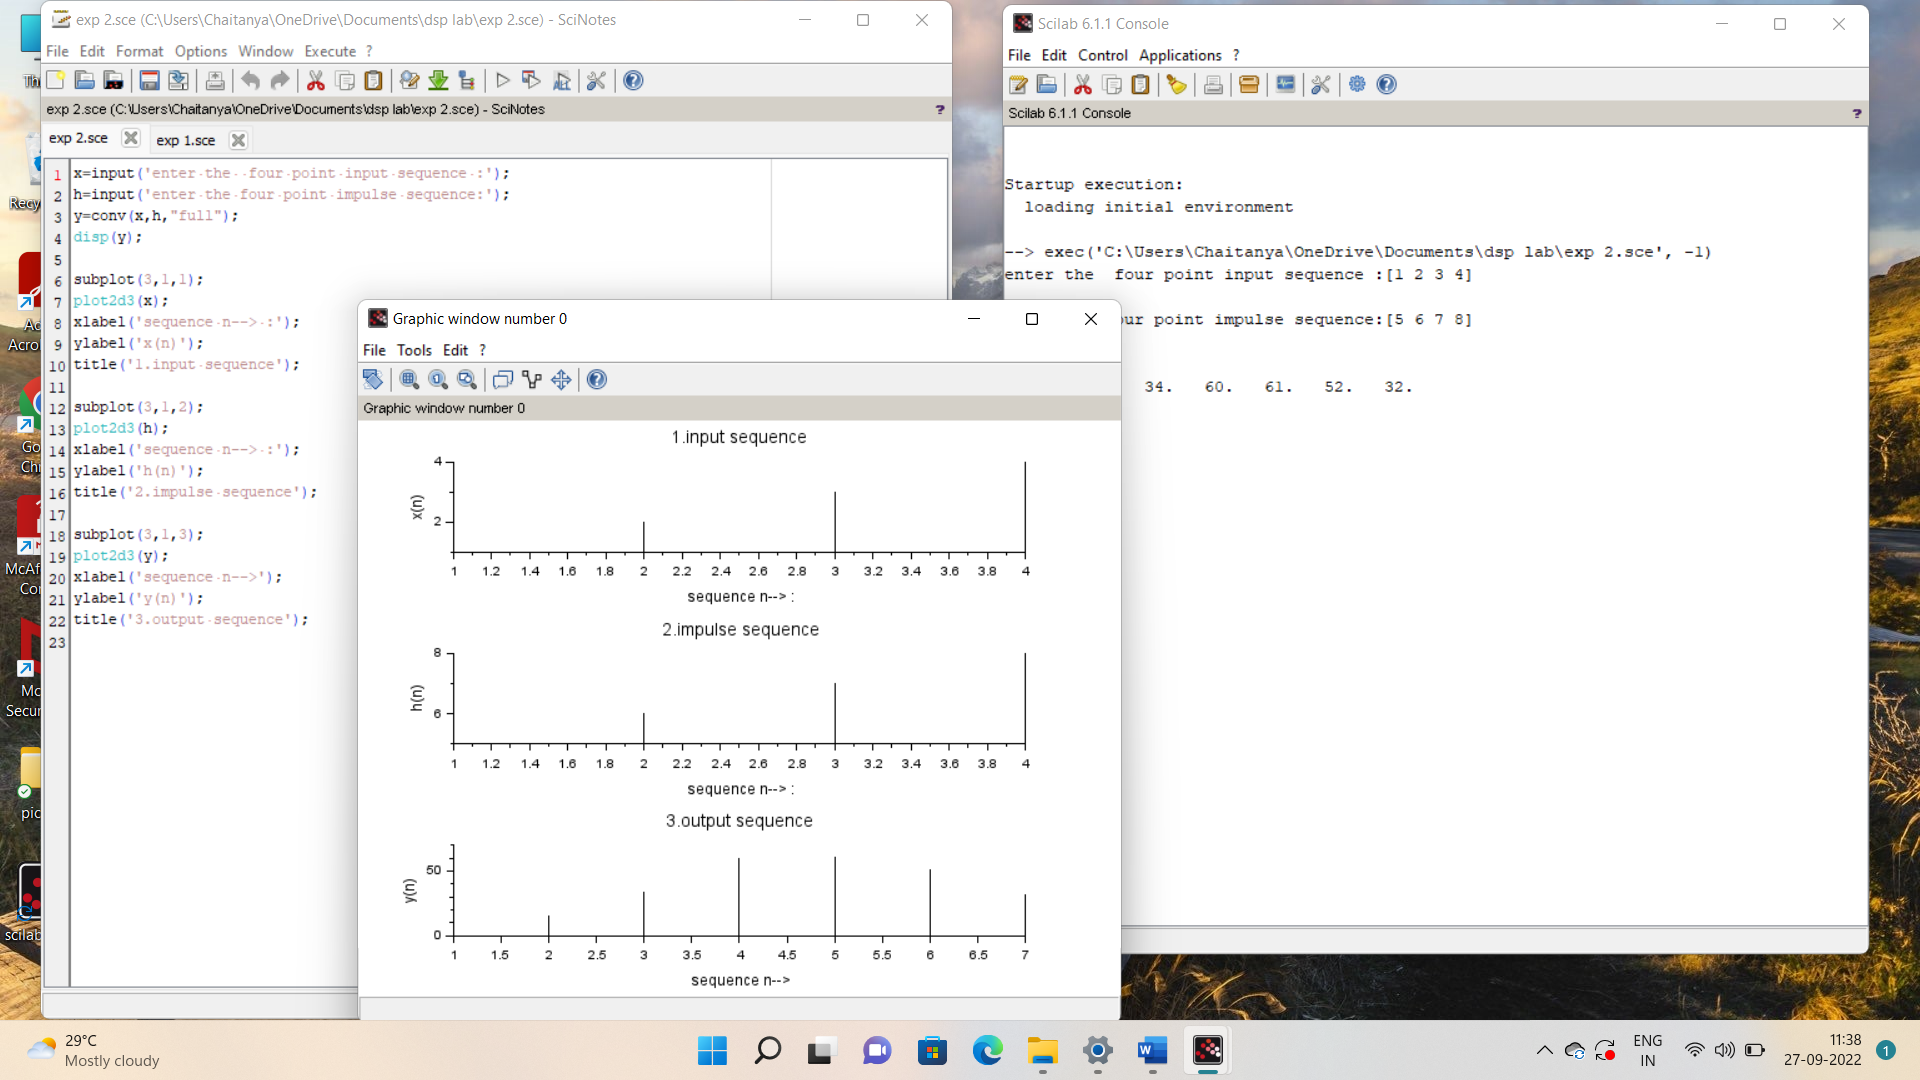 exp 2.sce (C:\Users\Chaitanya\OneDrive\Documents\dsp lab\exp 2.sce) - SciNotes
File Edit Format Options Window Execute ?
exp 2.sce (C:\Users\Chaitanya\OneDrive\Documents\dsp lab\exp 2.sce) - SciNotes ?
exp 2.sce exp 1.sce
1 x=input('enter the  four point input sequence :');
2 h=input('enter the four point impulse sequence:');
3 y=conv(x,h,"full");
4 disp(y);
5
6 subplot(3,1,1);
7 plot2d3(x);
8 xlabel('sequence n--> :');
9 ylabel('x(n)');
10 title('1.input sequence');
11
12 subplot(3,1,2);
13 plot2d3(h);
14 xlabel('sequence n--> :');
15 ylabel('h(n)');
16 title('2.impulse sequence');
17
18 subplot(3,1,3);
19 plot2d3(y);
20 xlabel('sequence n-->');
21 ylabel('y(n)');
22 title('3.output sequence');
23
Scilab 6.1.1 Console
File Edit Control Applications ?
Scilab 6.1.1 Console ?
Startup execution:
loading initial environment
--> exec('C:\Users\Chaitanya\OneDrive\Documents\dsp lab\exp 2.sce', -1)
enter the  four point input sequence :[1 2 3 4]
ur point impulse sequence:[5 6 7 8]
34. 60. 61. 52. 32.
Graphic window number 0
File Tools Edit ?
Graphic window number 0
1.input sequence
x(n)
4
2
1 1.2 1.4 1.6 1.8 2 2.2 2.4 2.6 2.8 3 3.2 3.4 3.6 3.8 4
sequence n--> :
2.impulse sequence
h(n)
8
6
1 1.2 1.4 1.6 1.8 2 2.2 2.4 2.6 2.8 3 3.2 3.4 3.6 3.8 4
sequence n--> :
3.output sequence
y(n)
50
0
1 1.5 2 2.5 3 3.5 4 4.5 5 5.5 6 6.5 7
sequence n-->
Th
Recy
Ad
Acro
Go
Chr
McAf
Con
Mc
Secur
pic
scilab
29°C
Mostly cloudy
ENG
IN
11:38
27-09-2022
1